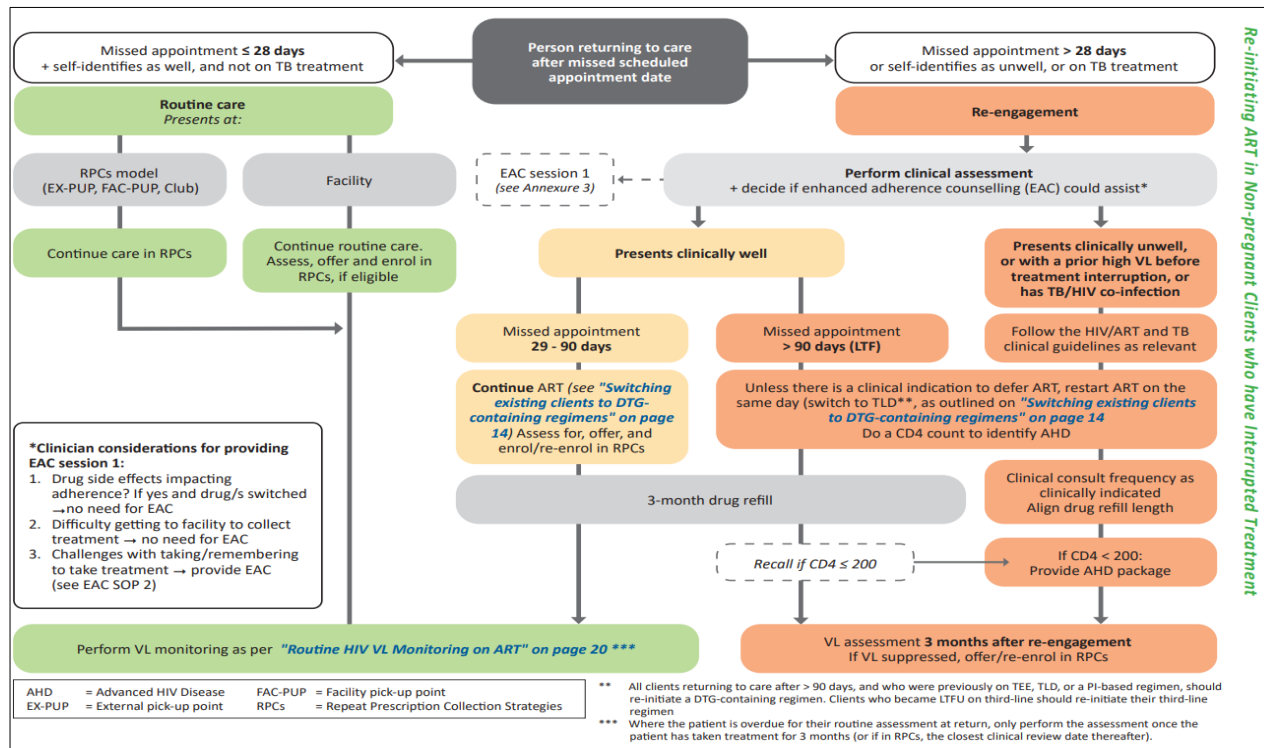 Person returning to care
after missed scheduled
appointment date
Missed appointment ≤ 28 days
+ self-identifies as well, and not on TB treatment
Routine care
Presents at:
RPCs model
(EX-PUP, FAC-PUP, Club)
Facility
Continue care in RPCs
Continue routine care.
Assess, offer and enrol in
RPCs, if eligible
Missed appointment > 28 days
or self-identifies as unwell, or on TB treatment
Re-engagement
Perform clinical assessment
+ decide if enhanced adherence counselling (EAC) could assist*
EAC session 1
(see Annexure 3)
Presents clinically well
Missed appointment
29 - 90 days
Continue ART (see "Switching
existing clients to DTG-
containing regimens" on page
14) Assess for, offer, and
enrol/re-enrol in RPCs
Missed appointment
> 90 days (LTF)
Presents clinically unwell,
or with a prior high VL before
treatment interruption, or
has TB/HIV co-infection
Follow the HIV/ART and TB
clinical guidelines as relevant
Unless there is a clinical indication to defer ART, restart ART on the
same day (switch to TLD**, as outlined on "Switching existing clients
to DTG-containing regimens" on page 14
Do a CD4 count to identify AHD
3-month drug refill
Clinical consult frequency as
clinically indicated
Align drug refill length
Recall if CD4 ≤ 200
If CD4 < 200:
Provide AHD package
*Clinician considerations for providing
EAC session 1:
1. Drug side effects impacting
adherence? If yes and drug/s switched
→no need for EAC
2. Difficulty getting to facility to collect
treatment → no need for EAC
3. Challenges with taking/remembering
to take treatment → provide EAC
(see EAC SOP 2)
Perform VL monitoring as per "Routine HIV VL Monitoring on ART" on page 20 ***
VL assessment 3 months after re-engagement
If VL suppressed, offer/re-enrol in RPCs
AHD = Advanced HIV Disease FAC-PUP = Facility pick-up point
EX-PUP = External pick-up point RPCs = Repeat Prescription Collection Strategies
** All clients returning to care after > 90 days, and who were previously on TEE, TLD, or a PI-based regimen, should
re-initiate a DTG-containing regimen. Clients who became LTFU on third-line should re-initiate their third-line
regimen
*** Where the patient is overdue for their routine assessment at return, only perform the assessment once the
patient has taken treatment for 3 months (or if in RPCs, the closest clinical review date thereafter).
Re-initiating ART in Non-pregnant Clients who have Interrupted Treatment